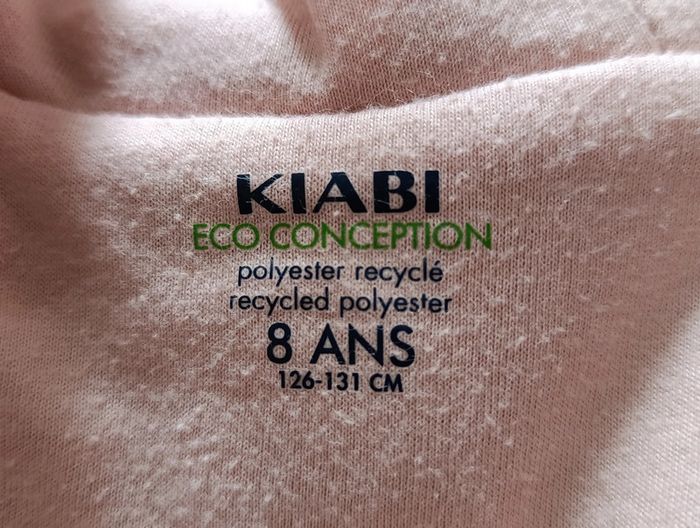 KIABI
ECO CONCEPTION
polyester recyclé
recycled polyester
8 ANS
126-131 CM